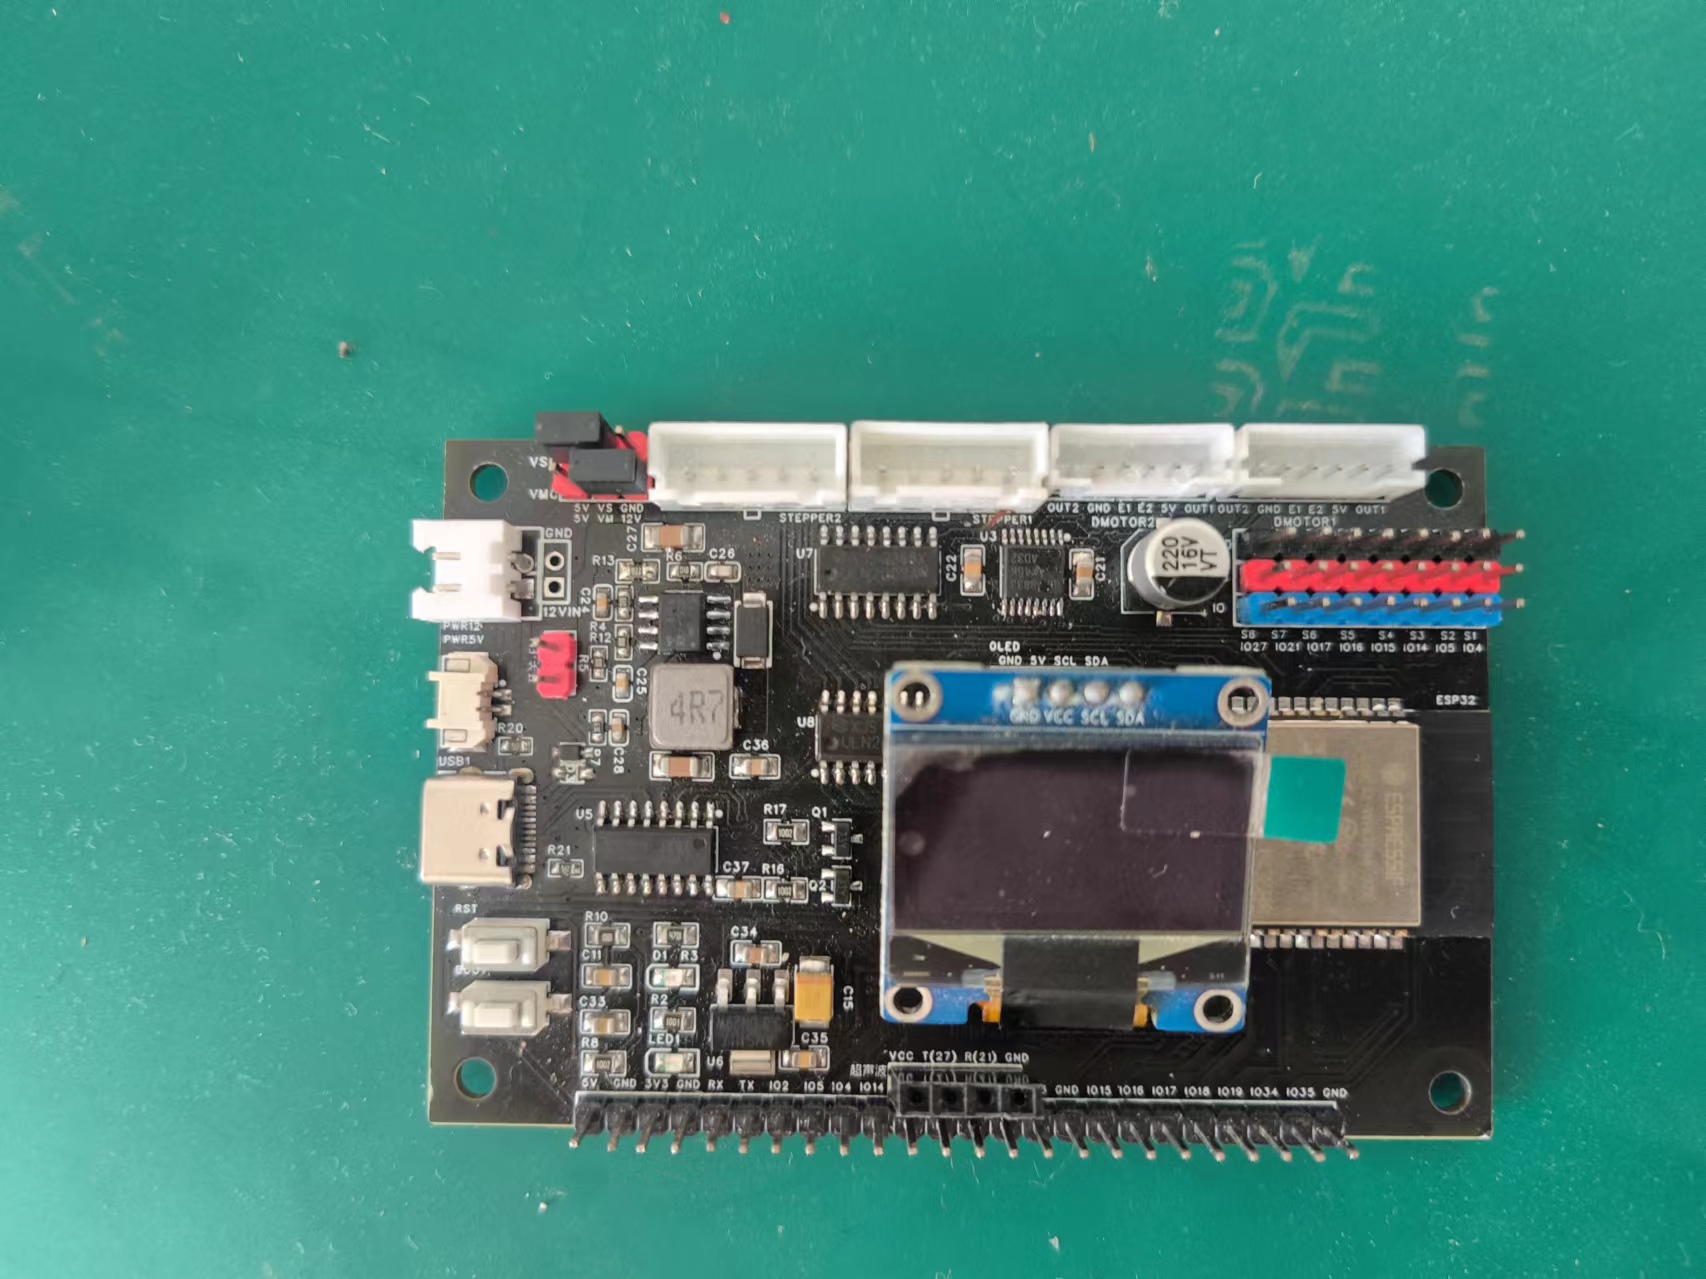 5V VS GND
5V VM 12V
STEPPER2
STEPPER1
OUT2 GND E1 E2 5V OUT1
DMOTOR2
OUT2 GND E1 E2 5V OUT1
DMOTOR1
GND
12VIN
PWR12
PWR5V
C27
R13
R6
C26
U7
C22
U3
C21
220
16V
VT
C24
R4
R12
R5
C25
4R7
S8 S7 S6 S5 S4 S3 S2 S1
IO27 IO21 IO17 IO16 IO15 IO14 IO5 IO4
OLED
GND 5V SCL SDA
GND VCC SCL SDA
ESP32
U8
R20
C28
C36
USB1
U5
R17
Q1
R21
C37
R16
Q2
RST
R10
C34
C11
D1
R3
C33
R2
1001
C15
R8
1002
LED1
U6
C35
超声波
VCC T(27) R(21) GND
5V GND 3V3 GND RX TX IO2 IO5 IO4 IO14
GND IO15 IO16 IO17 IO18 IO19 IO34 IO35 GND